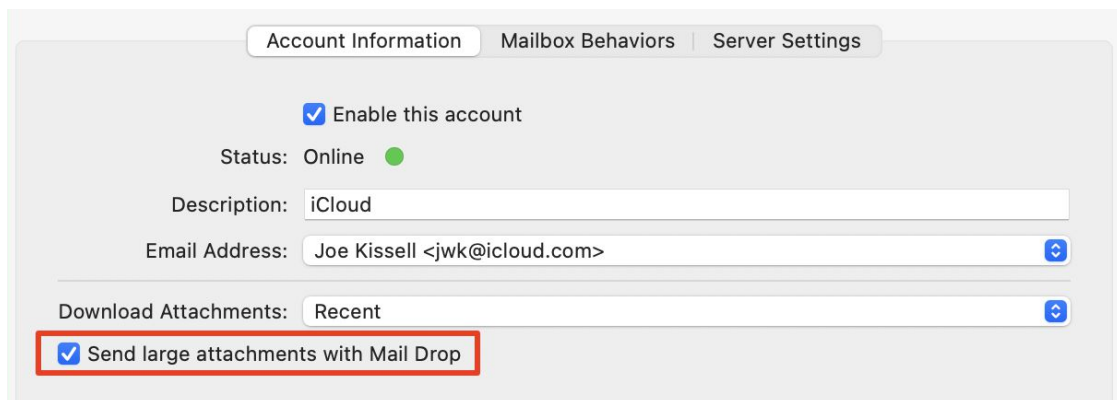 Account Information Mailbox Behaviors Server Settings
Enable this account
Status: Online
Description: iCloud
Email Address: Joe Kissell <jwk@icloud.com>
Download Attachments: Recent
Send large attachments with Mail Drop